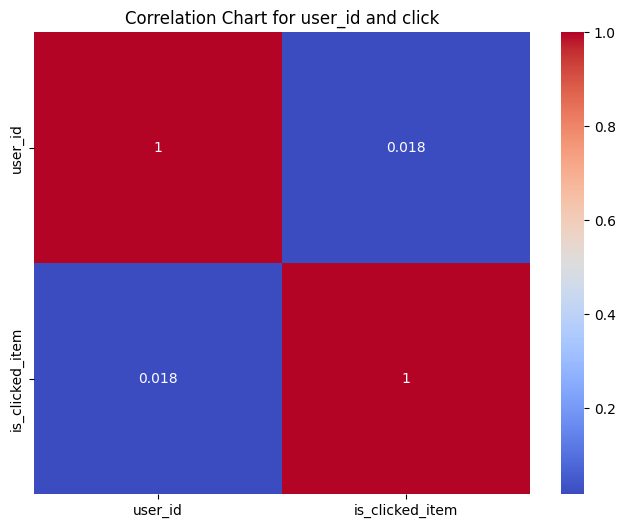 Correlation Chart for user_id and click
user_id
1
0.018
is_clicked_item
0.018
1
user_id
is_clicked_item
1.0
0.8
0.6
0.4
0.2